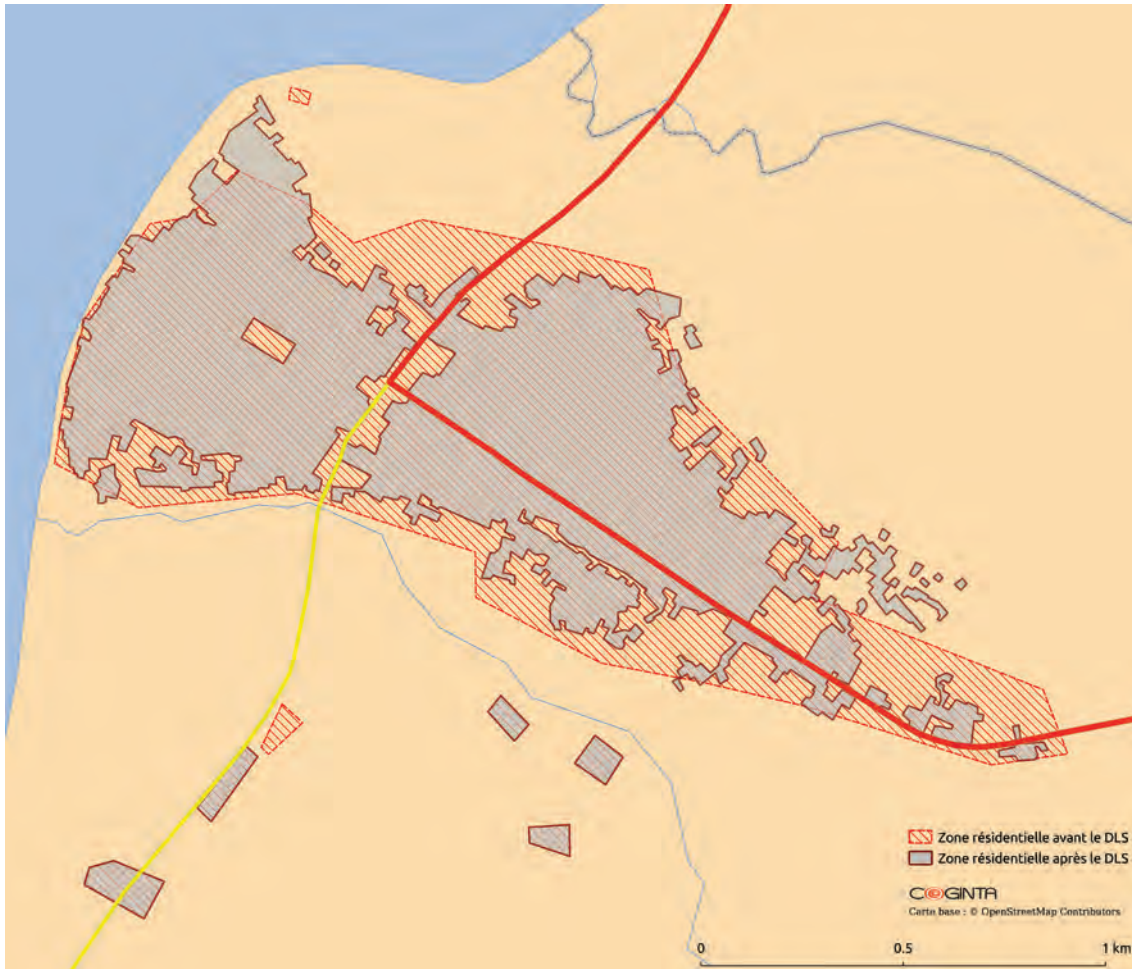 Zone résidentielle avant le DLS
Zone résidentielle après le DLS
COGINTA
Carte base : © OpenStreetMap Contributors
0 0.5 1 km